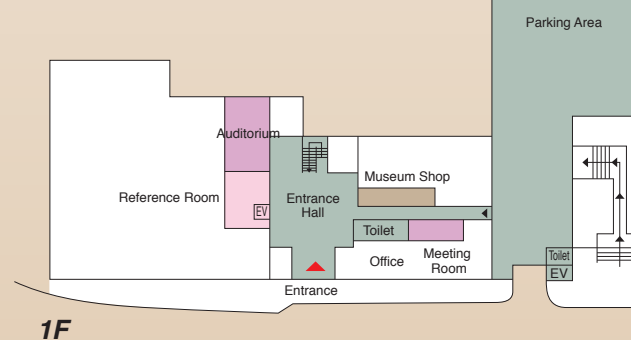 Parking Area
Auditorium
Museum Shop
Reference Room
EV
Entrance
Hall
Toilet
Office
Meeting
Room
Toilet
EV
Entrance
1F